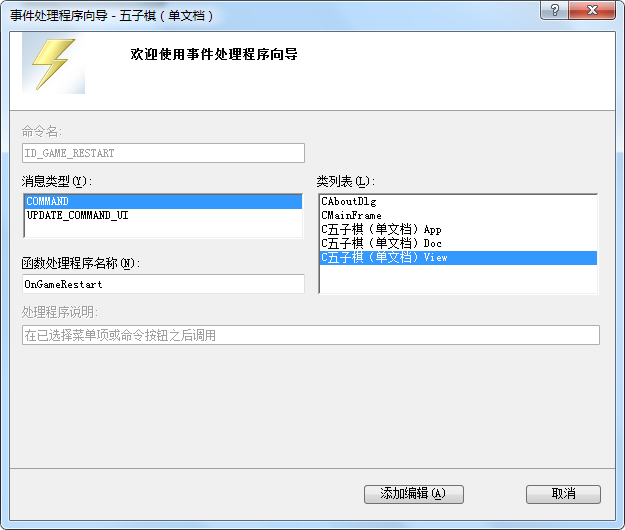 事件处理程序向导 - 五子棋（单文档）
欢迎使用事件处理程序向导
命令名:
ID_GAME_RESTART
消息类型(Y):
COMMAND
UPDATE_COMMAND_UI
类列表(L):
CAboutDlg
CMainFrame
C五子棋（单文档）App
C五子棋（单文档）Doc
C五子棋（单文档）View
函数处理程序名称(N):
OnGameRestart
处理程序说明:
在已选择菜单项或命令按钮之后调用
添加编辑(A)
取消